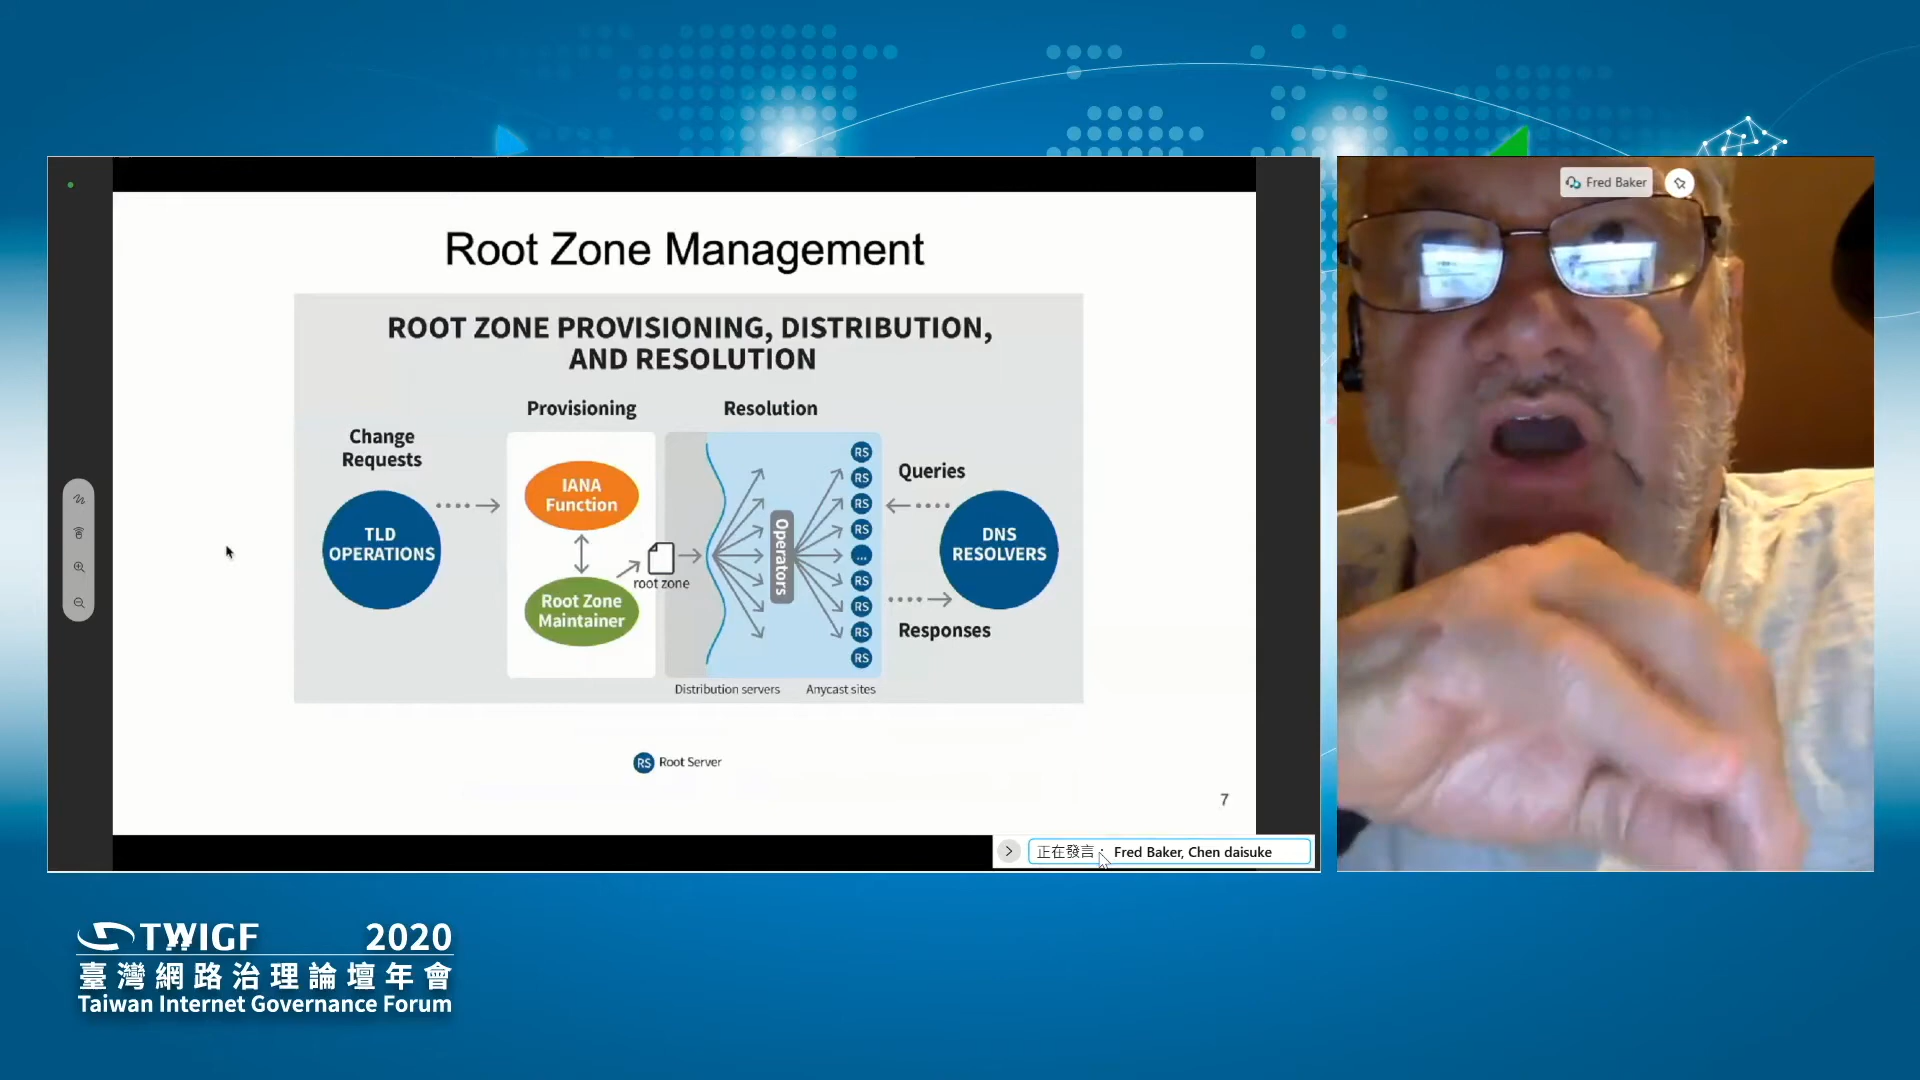 Fred Baker
Root Zone Management
ROOT ZONE PROVISIONING, DISTRIBUTION,
AND RESOLUTION
Provisioning
Resolution
Change
Requests
TLD
OPERATIONS
IANA
Function
Root Zone
Maintainer
root zone
Operators
RS
RS
RS
RS
...
RS
RS
RS
RS
Queries
DNS
RESOLVERS
Responses
Distribution servers
Anycast sites
RS Root Server
7
正在發言: Fred Baker, Chen daisuke
TWIGF 2020
臺灣網路治理論壇年會
Taiwan Internet Governance Forum